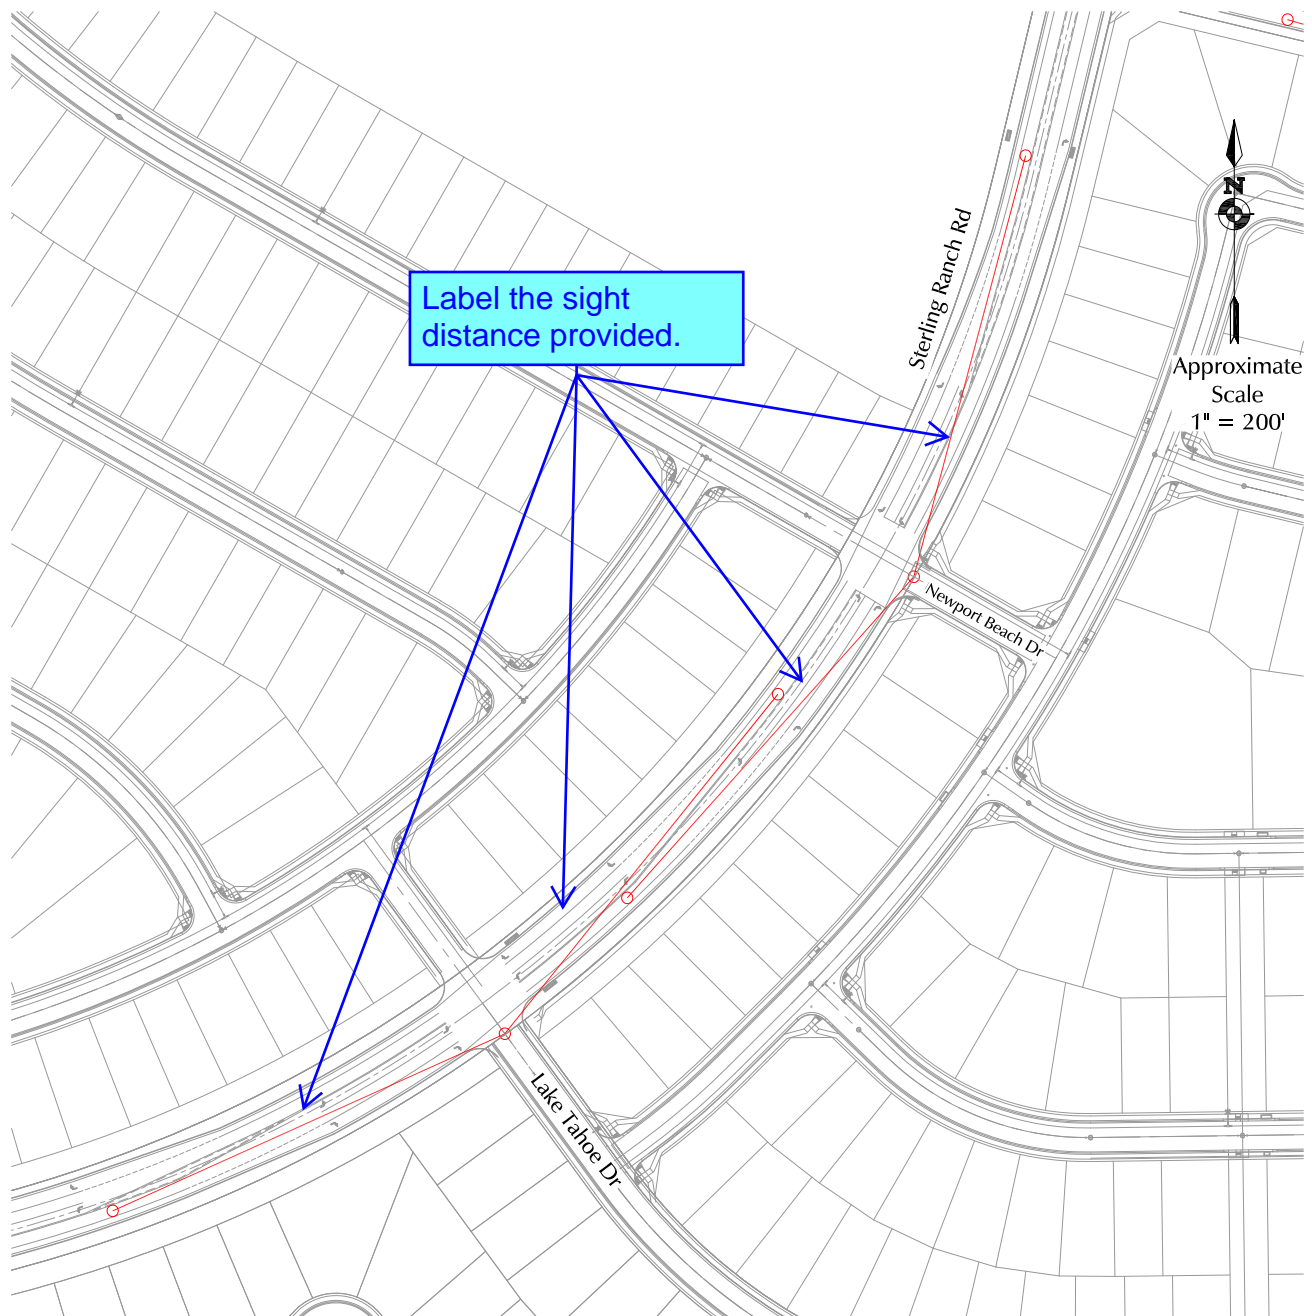 Label the sight
distance provided.
Sterling Ranch Rd
N
Approximate
Scale
1" = 200'
Newport Beach Dr
Lake Tahoe Dr